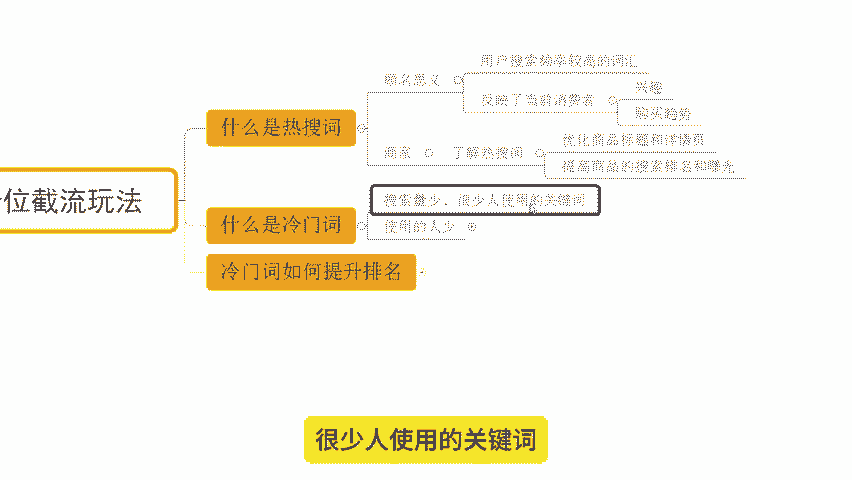 用户搜索频率较高的词汇
顾名思义
兴趣
反映了当前消费者
购买趋势
什么是热搜词
优化商品标题和详情页
商家
了解热搜词
提高商品的搜索排名和曝光
位截流玩法
搜索量少、很少人使用的关键词
什么是冷门词
使用的人少
冷门词如何提升排名
很少人使用的关键词